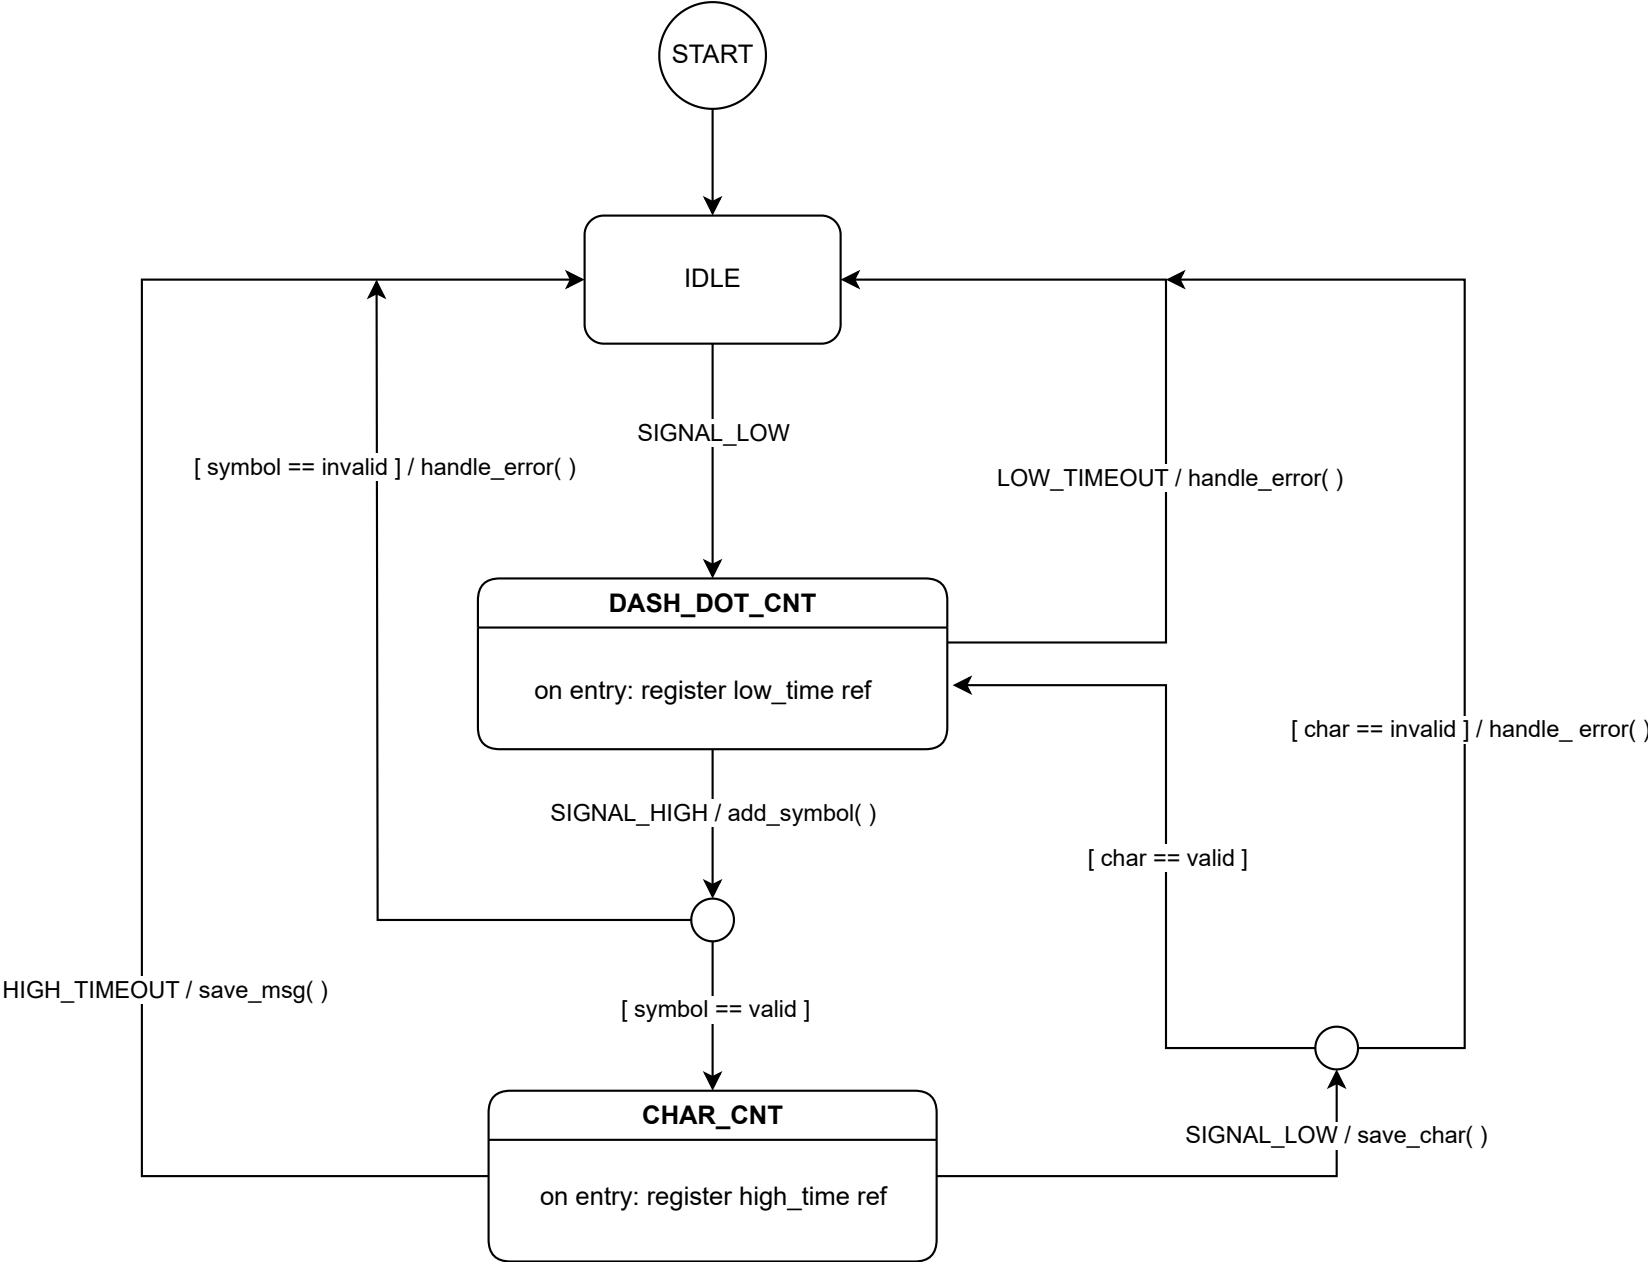 START
IDLE
SIGNAL_LOW
[ symbol == invalid ] / handle_error( )
LOW_TIMEOUT / handle_error( )
DASH_DOT_CNT
on entry: register low_time ref
[ char == invalid ] / handle_ error( )
SIGNAL_HIGH / add_symbol( )
[ char == valid ]
HIGH_TIMEOUT / save_msg( )
[ symbol == valid ]
CHAR_CNT
SIGNAL_LOW / save_char( )
on entry: register high_time ref